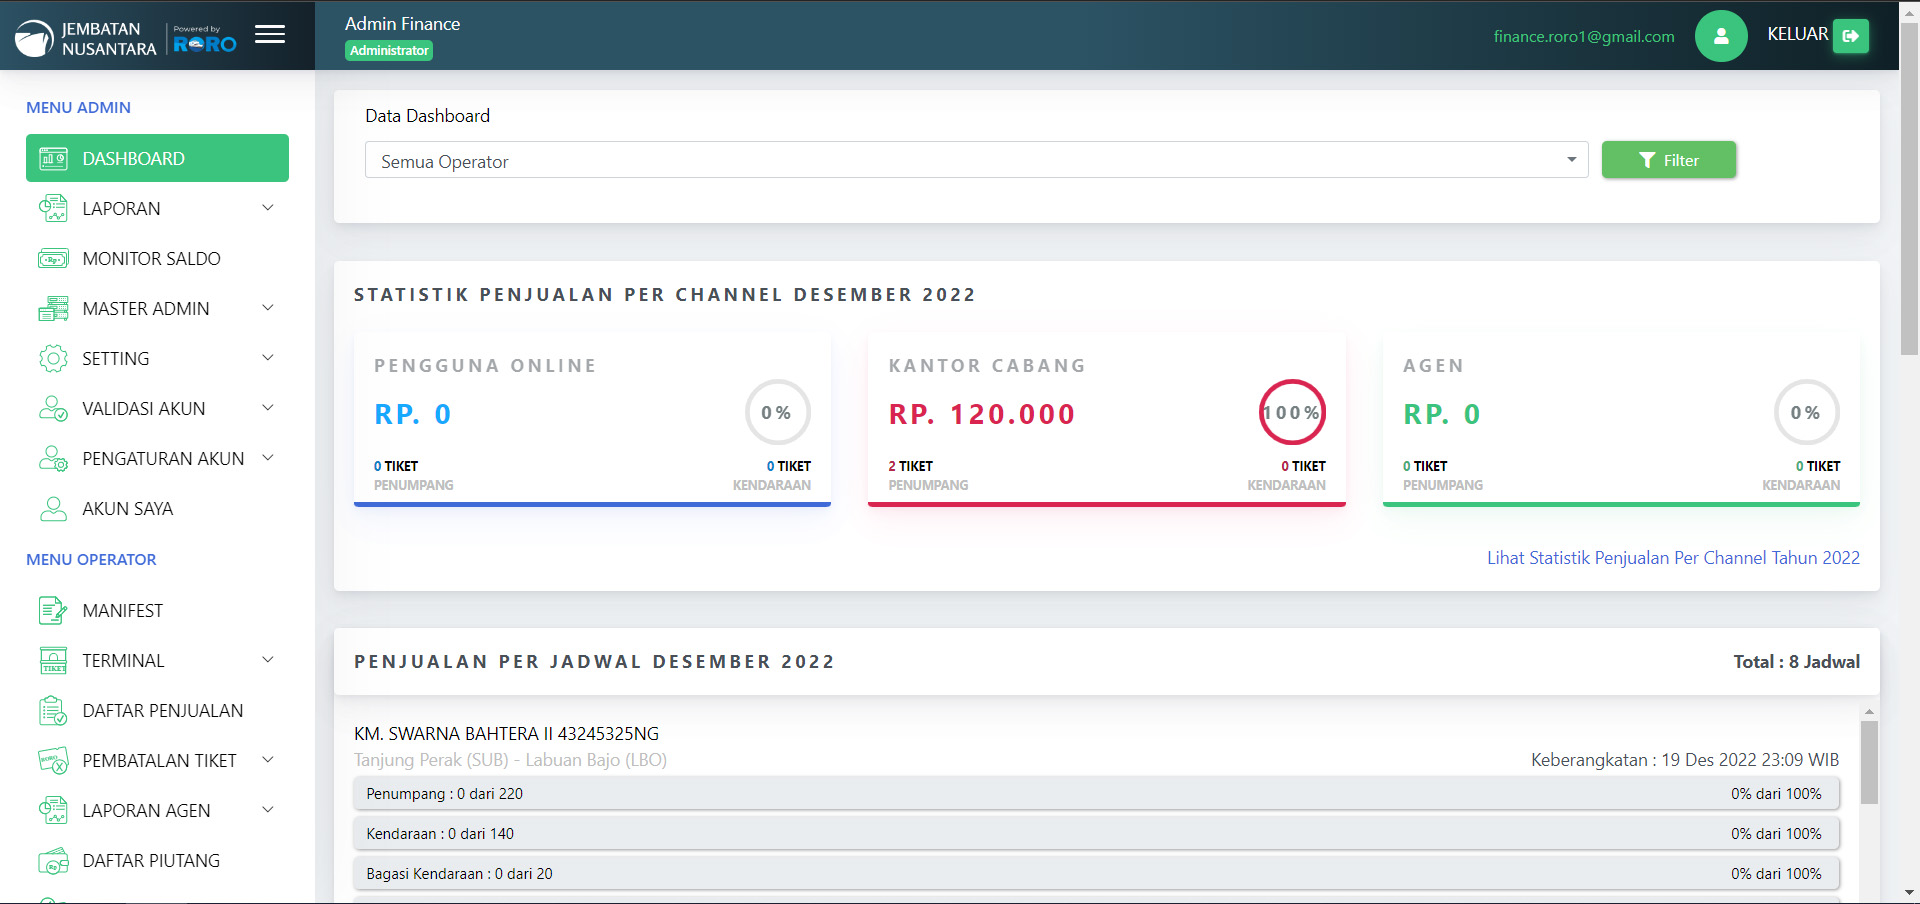 JEMBATAN
NUSANTARA
Powered by
RORO
Admin Finance
Administrator
finance.roro1@gmail.com
KELUAR
MENU ADMIN
DASHBOARD
LAPORAN
MONITOR SALDO
MASTER ADMIN
SETTING
VALIDASI AKUN
PENGATURAN AKUN
AKUN SAYA
MENU OPERATOR
MANIFEST
TERMINAL
DAFTAR PENJUALAN
PEMBATALAN TIKET
LAPORAN AGEN
DAFTAR PIUTANG
Data Dashboard
Semua Operator
Filter
STATISTIK PENJUALAN PER CHANNEL DESEMBER 2022
PENGGUNA ONLINE
RP. 0
0%
0 TIKET
PENUMPANG
0 TIKET
KENDARAAN
KANTOR CABANG
RP. 120.000
100%
2 TIKET
PENUMPANG
0 TIKET
KENDARAAN
AGEN
RP. 0
0%
0 TIKET
PENUMPANG
0 TIKET
KENDARAAN
Lihat Statistik Penjualan Per Channel Tahun 2022
PENJUALAN PER JADWAL DESEMBER 2022
Total : 8 Jadwal
KM. SWARNA BAHTERA II 43245325NG
Tanjung Perak (SUB) - Labuan Bajo (LBO)
Keberangkatan : 19 Des 2022 23:09 WIB
Penumpang : 0 dari 220
0% dari 100%
Kendaraan : 0 dari 140
0% dari 100%
Bagasi Kendaraan : 0 dari 20
0% dari 100%